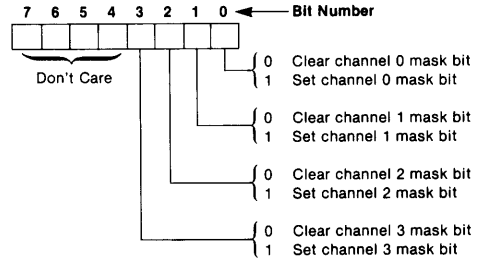 7 6 5 4 3 2 1 0 Bit Number
Don't Care
0 Clear channel 0 mask bit
1 Set channel 0 mask bit
0 Clear channel 1 mask bit
1 Set channel 1 mask bit
0 Clear channel 2 mask bit
1 Set channel 2 mask bit
0 Clear channel 3 mask bit
1 Set channel 3 mask bit